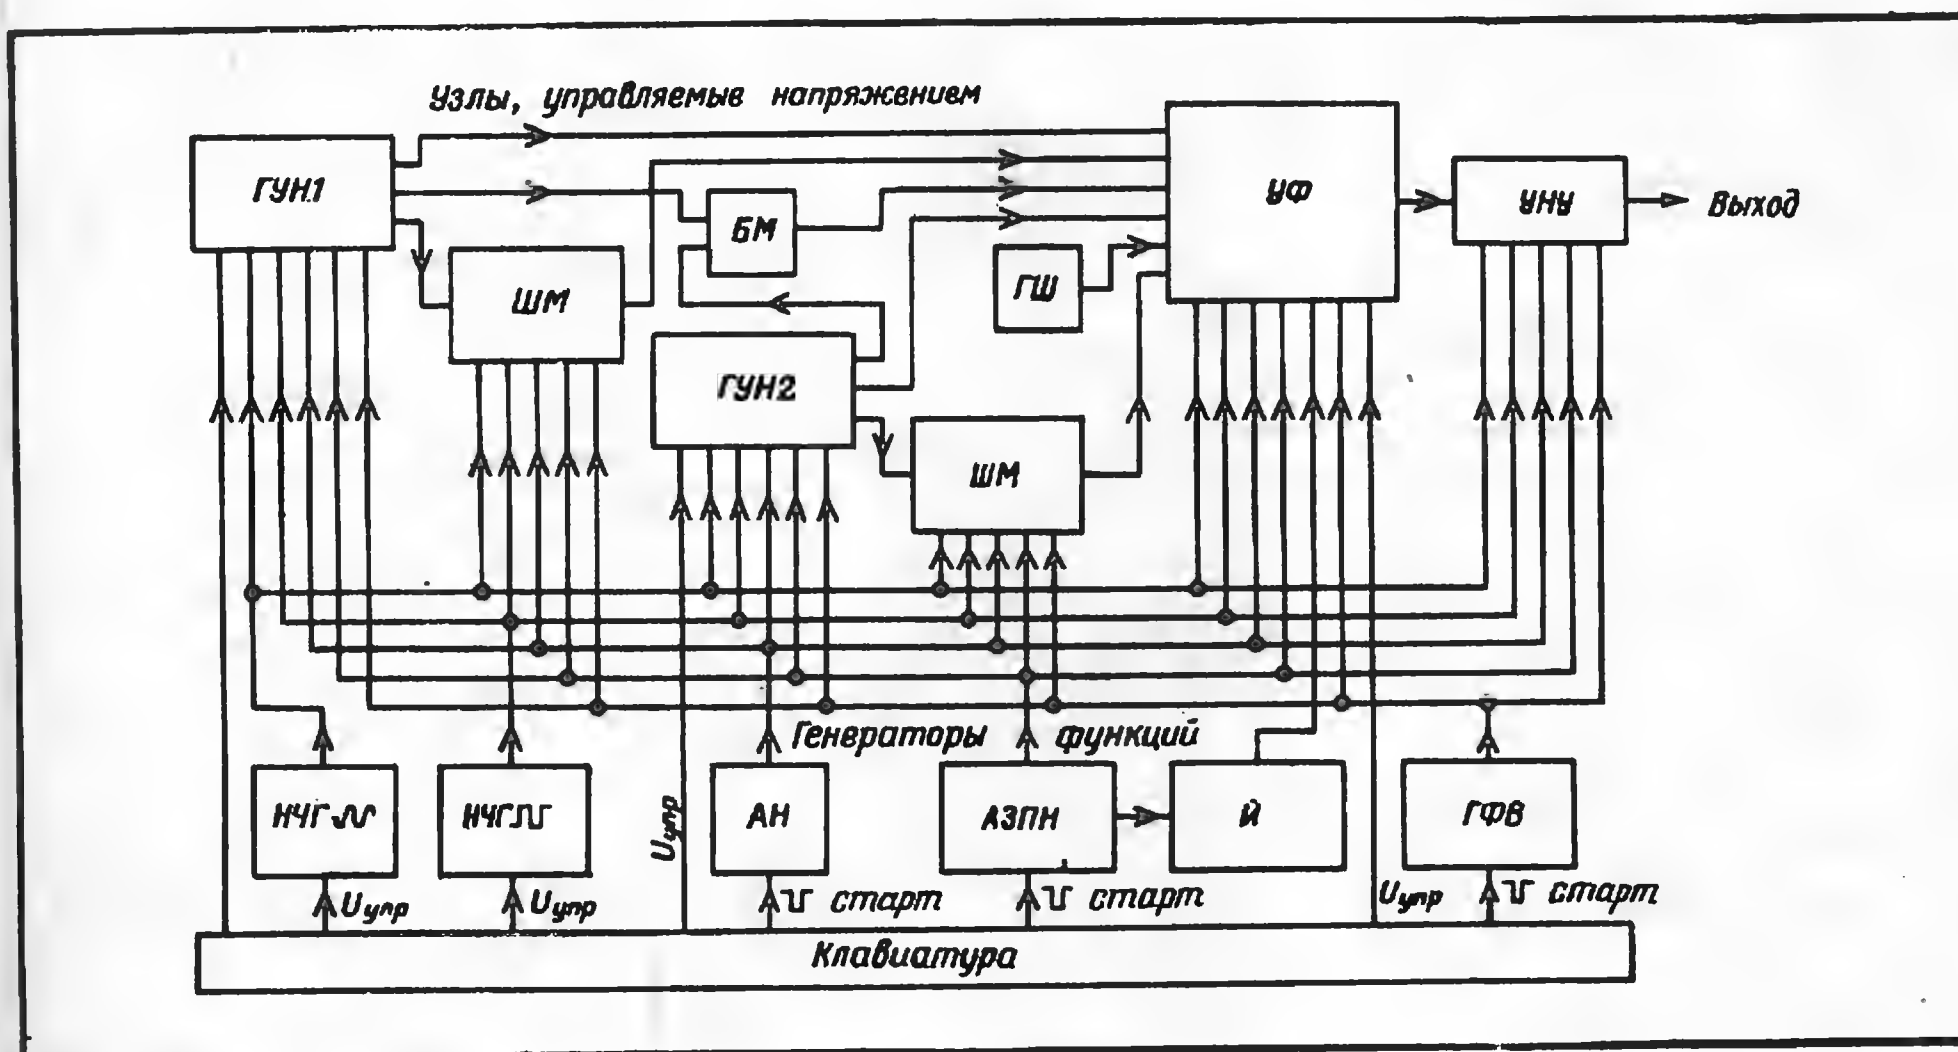 Узлы, управляемые напряжением
ГУН1
БМ
УФ
УНУ
Выход
ШМ
ГШ
ГУН2
ШМ
Генераторы функций
НЧГ
НЧГ
Uупр
АН
АЗПН
Й
ГФВ
Uупр
Uупр
старт
старт
Uупр
старт
Клавиатура